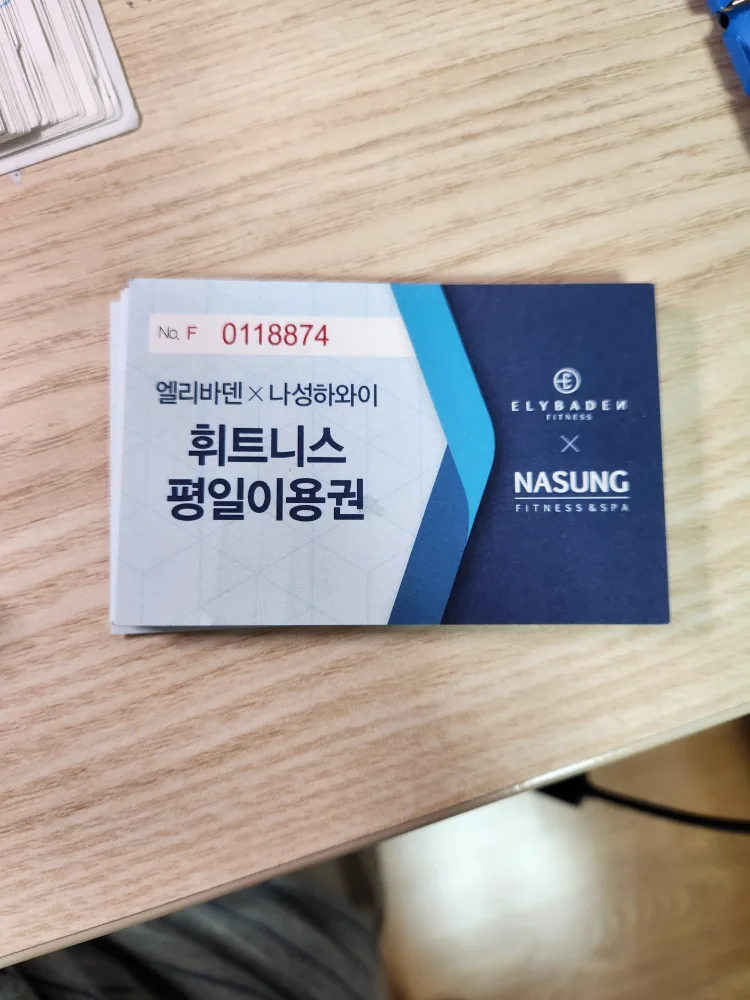 No. F 0118874
엘리바덴×나성하와이
휘트니스
평일이용권
ELYBADEN
FITNESS
×
NASUNG
FITNESS & SPA